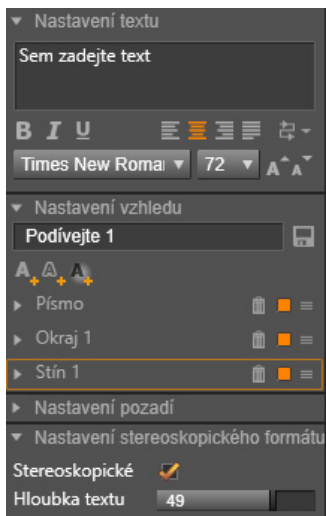 Nastavení textu
Sem zadejte text
B I U
Times New Roma 72 A A
Nastavení vzhledu
Podívejte 1
A A A
Písmo
Okraj 1
Stín 1
Nastavení pozadí
Nastavení stereoskopického formátu
Stereoskopické
Hloubka textu 49